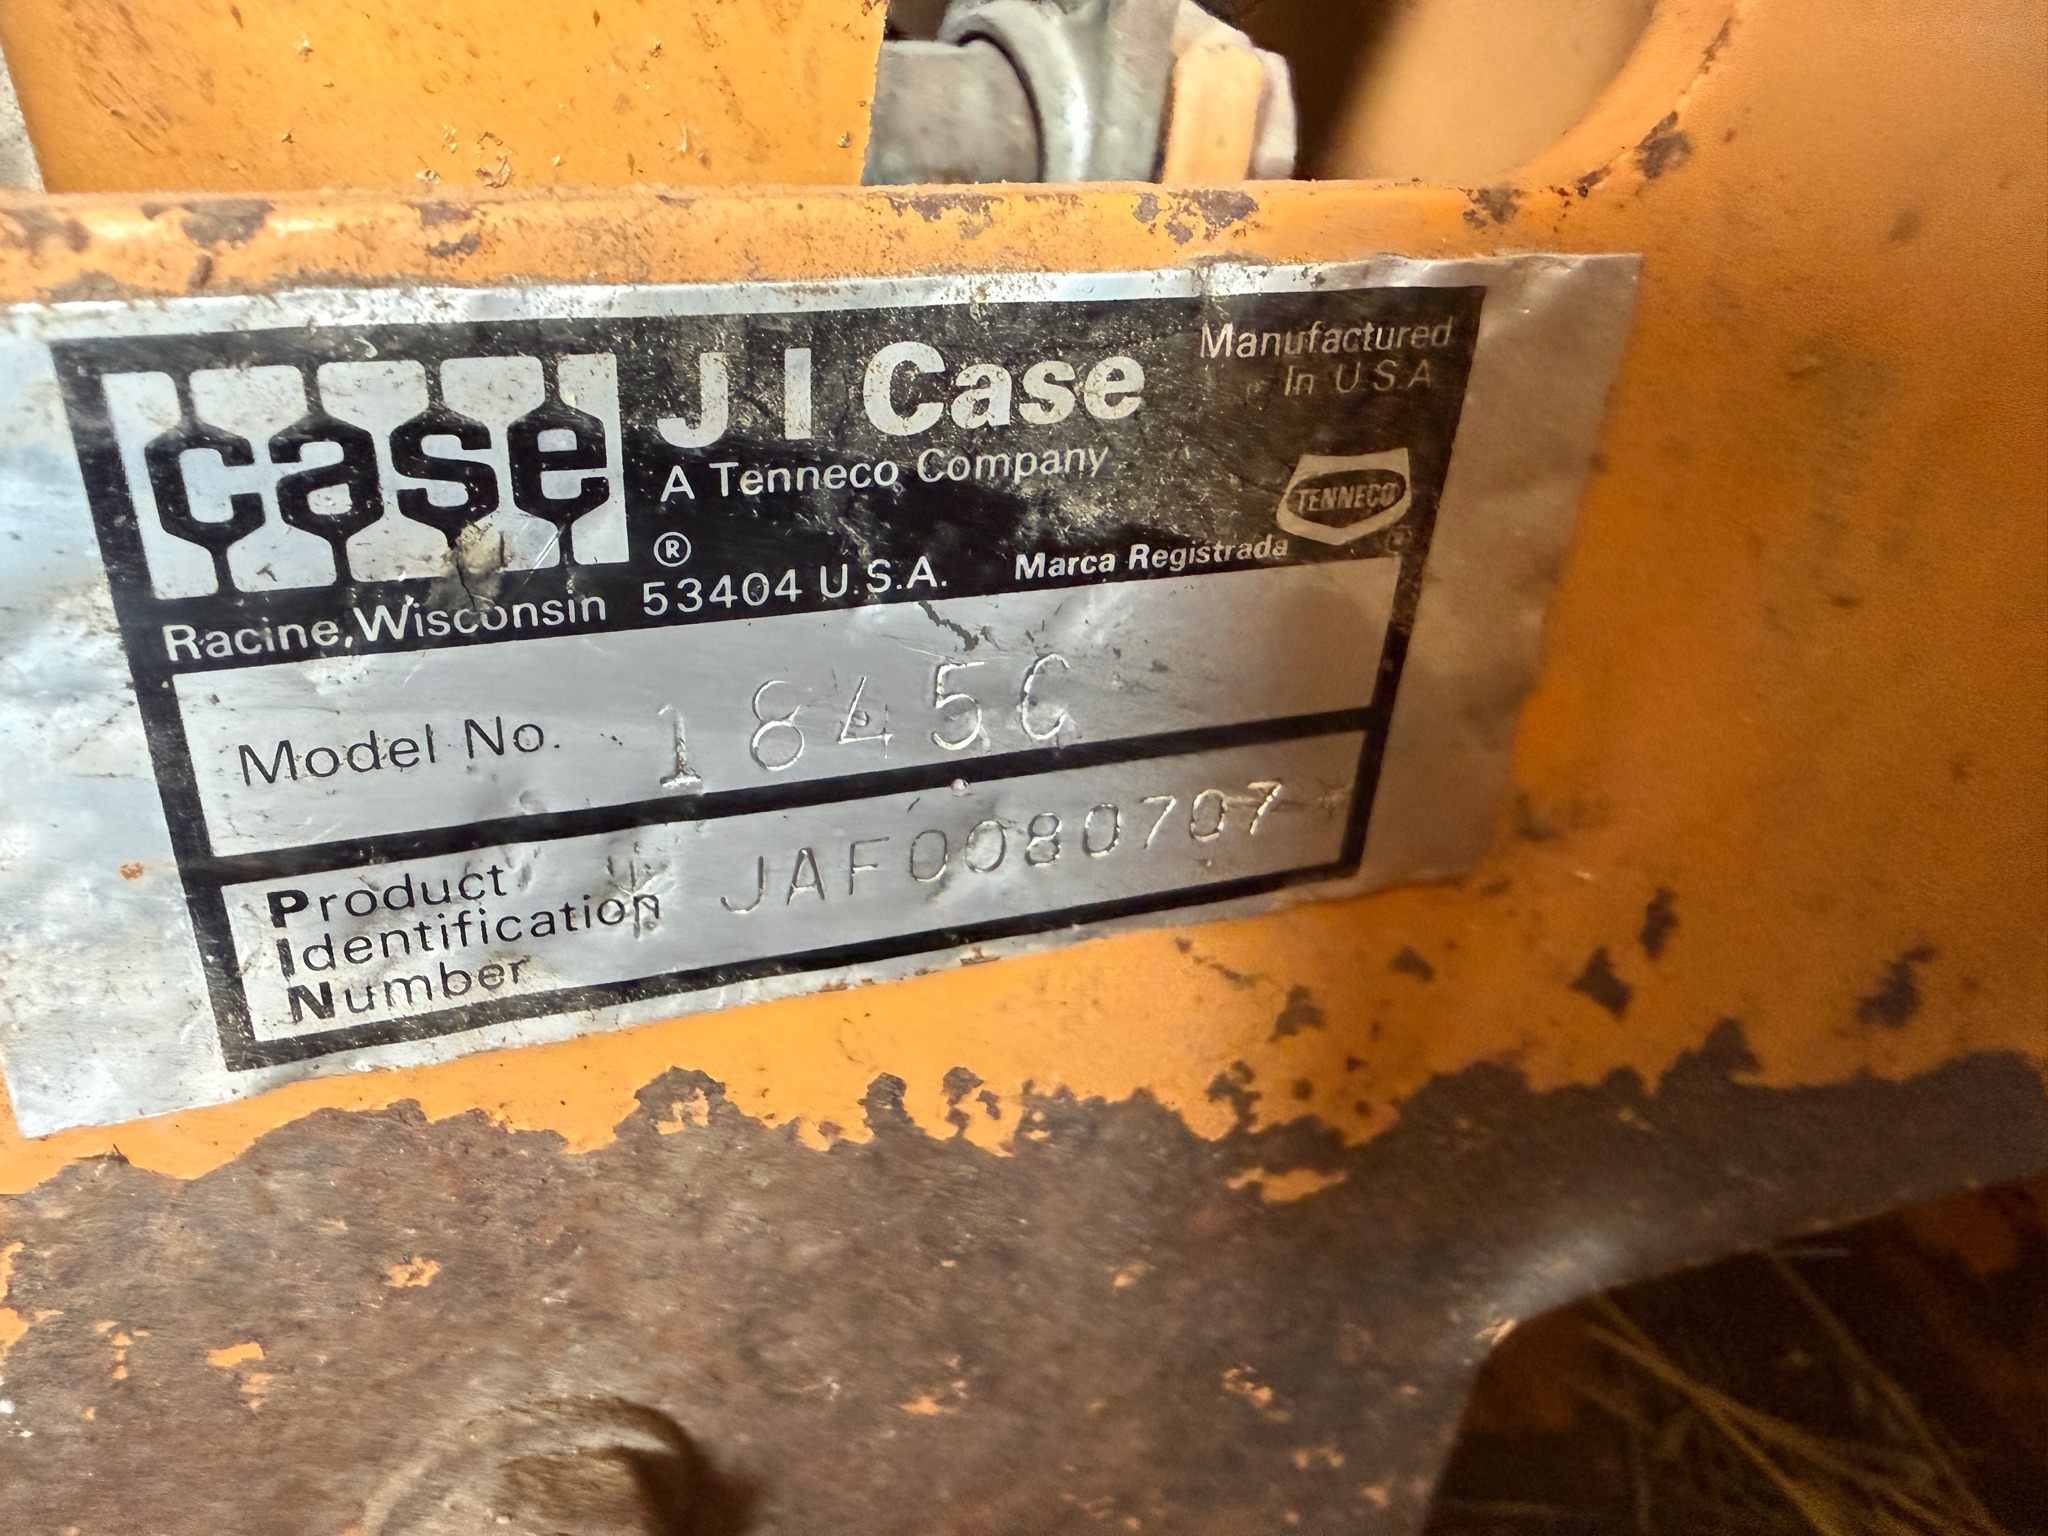 case
J I Case
Manufactured
In U S A
A Tenneco Company
TENNECO
®
Marca Registrada
Racine, Wisconsin 53404 U.S.A.
Model No. 1845C
Product
Identification
Number
* JAF0080707 *